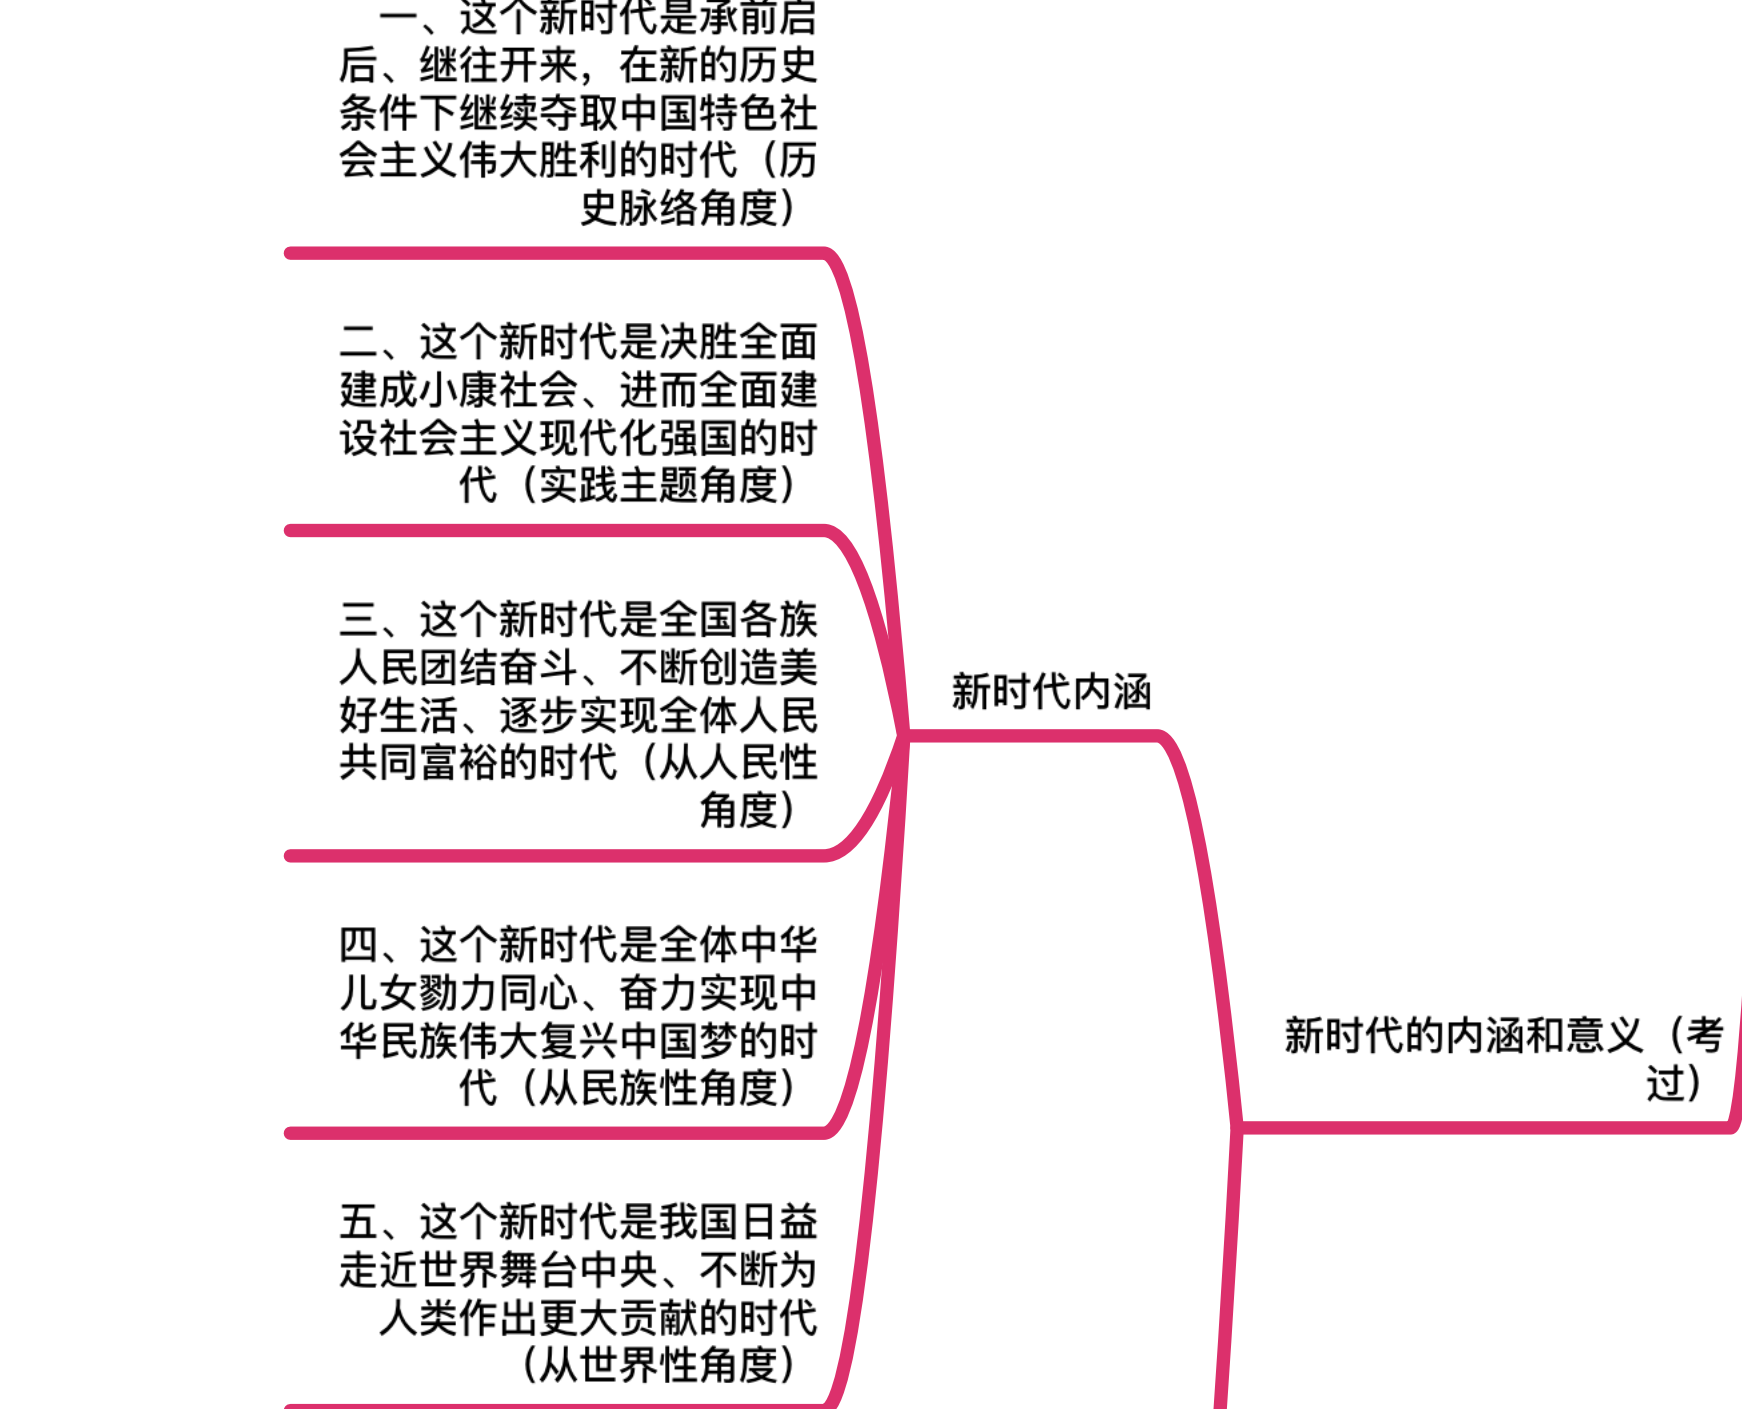 一、这个新时代是承前启
后、继往开来，在新的历史
条件下继续夺取中国特色社
会主义伟大胜利的时代（历
史脉络角度）
二、这个新时代是决胜全面
建成小康社会、进而全面建
设社会主义现代化强国的时
代（实践主题角度）
三、这个新时代是全国各族
人民团结奋斗、不断创造美
好生活、逐步实现全体人民
共同富裕的时代（从人民性
角度）
四、这个新时代是全体中华
儿女勠力同心、奋力实现中
华民族伟大复兴中国梦的时
代（从民族性角度）
五、这个新时代是我国日益
走近世界舞台中央、不断为
人类作出更大贡献的时代
（从世界性角度）
新时代内涵
新时代的内涵和意义（考
过）